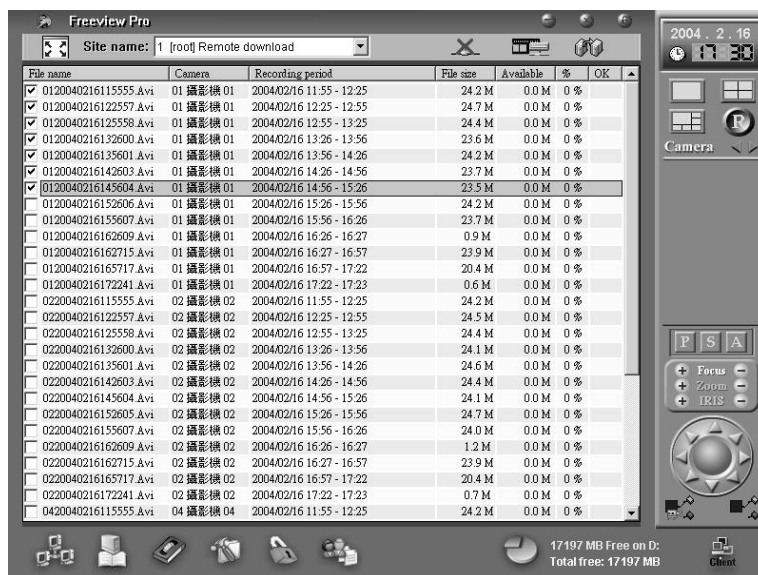 Freeview Pro
Site name: 1 [root] Remote download
File name Camera Recording period File size Available % OK
0120040216115555.Avi 01 攝影機 01 2004/02/16 11:55 - 12:25 24.2 M 0.0 M 0 %
0120040216122557.Avi 01 攝影機 01 2004/02/16 12:25 - 12:55 24.7 M 0.0 M 0 %
0120040216125558.Avi 01 攝影機 01 2004/02/16 12:55 - 13:25 24.4 M 0.0 M 0 %
0120040216132600.Avi 01 攝影機 01 2004/02/16 13:26 - 13:56 23.6 M 0.0 M 0 %
0120040216135601.Avi 01 攝影機 01 2004/02/16 13:56 - 14:26 24.2 M 0.0 M 0 %
0120040216142603.Avi 01 攝影機 01 2004/02/16 14:26 - 14:56 23.7 M 0.0 M 0 %
0120040216145604.Avi 01 攝影機 01 2004/02/16 14:56 - 15:26 23.5 M 0.0 M 0 %
0120040216152606.Avi 01 攝影機 01 2004/02/16 15:26 - 15:56 24.2 M 0.0 M 0 %
0120040216155607.Avi 01 攝影機 01 2004/02/16 15:56 - 16:26 23.7 M 0.0 M 0 %
0120040216162609.Avi 01 攝影機 01 2004/02/16 16:26 - 16:27 0.9 M 0.0 M 0 %
0120040216162715.Avi 01 攝影機 01 2004/02/16 16:27 - 16:57 23.9 M 0.0 M 0 %
0120040216165717.Avi 01 攝影機 01 2004/02/16 16:57 - 17:22 20.4 M 0.0 M 0 %
0120040216172241.Avi 01 攝影機 01 2004/02/16 17:22 - 17:23 0.6 M 0.0 M 0 %
0220040216115555.Avi 02 攝影機 02 2004/02/16 11:55 - 12:25 24.2 M 0.0 M 0 %
0220040216122557.Avi 02 攝影機 02 2004/02/16 12:25 - 12:55 24.5 M 0.0 M 0 %
0220040216125558.Avi 02 攝影機 02 2004/02/16 12:55 - 13:25 24.4 M 0.0 M 0 %
0220040216132600.Avi 02 攝影機 02 2004/02/16 13:26 - 13:56 24.1 M 0.0 M 0 %
0220040216135601.Avi 02 攝影機 02 2004/02/16 13:56 - 14:26 24.6 M 0.0 M 0 %
0220040216142603.Avi 02 攝影機 02 2004/02/16 14:26 - 14:56 24.4 M 0.0 M 0 %
0220040216145604.Avi 02 攝影機 02 2004/02/16 14:56 - 15:26 24.1 M 0.0 M 0 %
0220040216152605.Avi 02 攝影機 02 2004/02/16 15:26 - 15:56 24.7 M 0.0 M 0 %
0220040216155607.Avi 02 攝影機 02 2004/02/16 15:56 - 16:26 24.0 M 0.0 M 0 %
0220040216162609.Avi 02 攝影機 02 2004/02/16 16:26 - 16:27 1.2 M 0.0 M 0 %
0220040216162715.Avi 02 攝影機 02 2004/02/16 16:27 - 16:57 23.9 M 0.0 M 0 %
0220040216165717.Avi 02 攝影機 02 2004/02/16 16:57 - 17:22 20.4 M 0.0 M 0 %
0220040216172241.Avi 02 攝影機 02 2004/02/16 17:22 - 17:23 0.7 M 0.0 M 0 %
0420040216115555.Avi 04 攝影機 04 2004/02/16 11:55 - 12:25 24.2 M 0.0 M 0 %
17197 MB Free on D:
Total free: 17197 MB
2004 . 2 . 16
17 30
R
Camera
P S A
+ Focus -
+ Zoom -
+ IRIS -
Client